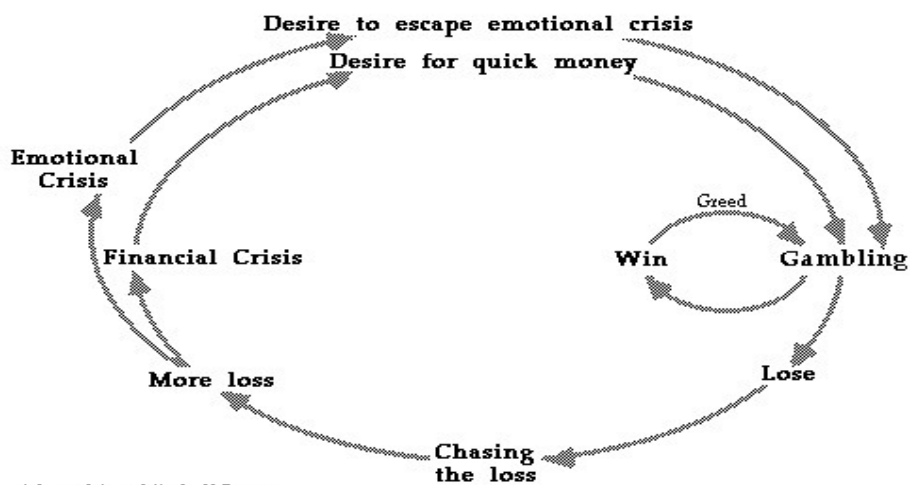 Desire to escape emotional crisis
Desire for quick money
Emotional
Crisis
Greed
Financial Crisis
Win
Gambling
More loss
Lose
Chasing
the loss